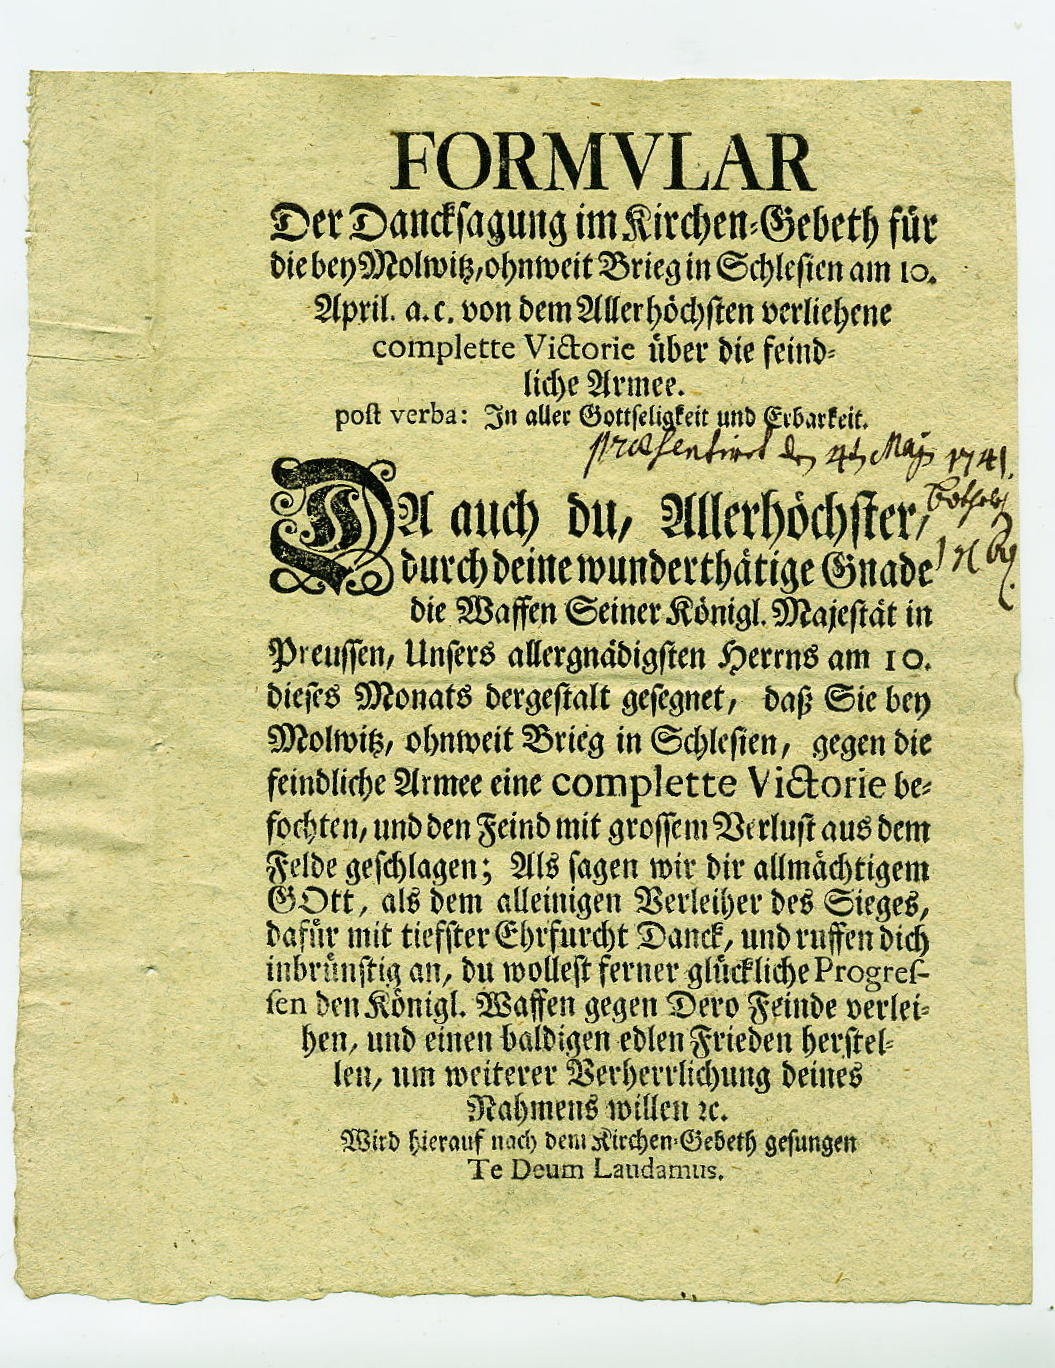 FORMVLAR
Der Dancksagung im Kirchen-Gebeth für
die bey Molwitz, ohnweit Brieg in Schlesien am 10.
April. a. c. von dem Allerhöchsten verliehene
complette Victorie über die feind-
liche Armee.
post verba: In aller Gottseligkeit und Erbarkeit.
præsentiret den 4ten Maji 1741.
DA auch du, Allerhöchster,
durch deine wunderthätige Gnade
die Waffen Seiner Königl. Majestät in
Preussen, Unsers allergnädigsten Herrns am 10.
dieses Monats dergestalt gesegnet, daß Sie bey
Molwitz, ohnweit Brieg in Schlesien, gegen die
feindliche Armee eine complette Victorie be-
fochten, und den Feind mit grossem Verlust aus dem
Felde geschlagen; Als sagen wir dir allmächtigem
GOtt, als dem alleinigen Verleiher des Sieges,
dafür mit tiefster Ehrfurcht Danck, und ruffen dich
inbrünstig an, du wollest ferner glückliche Progres-
sen den Königl. Waffen gegen Dero Feinde verlei-
hen, und einen baldigen edlen Frieden herstel-
len, um weiterer Verherrlichung deines
Nahmens willen ꝛc.
Wird hierauf nach dem Kirchen-Gebeth gesungen
Te Deum Laudamus.